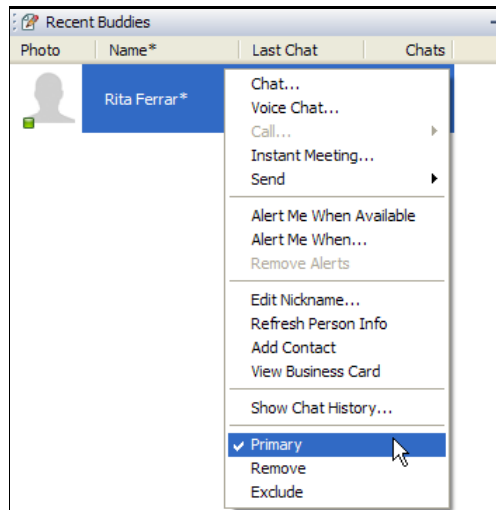 Recent Buddies
Photo Name* Last Chat Chats
Rita Ferrar*
Chat...
Voice Chat...
Call...
Instant Meeting...
Send
Alert Me When Available
Alert Me When...
Remove Alerts
Edit Nickname...
Refresh Person Info
Add Contact
View Business Card
Show Chat History...
Primary
Remove
Exclude